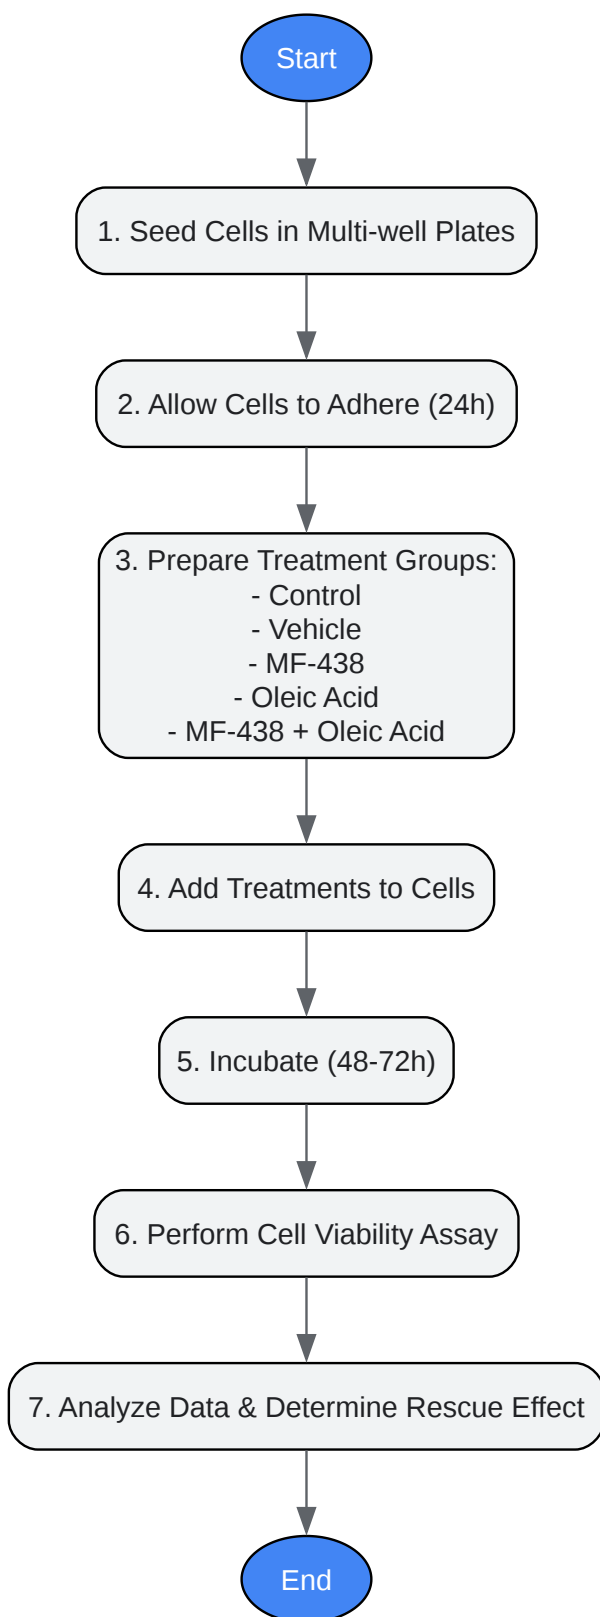 Start
1. Seed Cells in Multi-well Plates
2. Allow Cells to Adhere (24h)
3. Prepare Treatment Groups:
- Control
- Vehicle
- MF-438
- Oleic Acid
- MF-438 + Oleic Acid
4. Add Treatments to Cells
5. Incubate (48-72h)
6. Perform Cell Viability Assay
7. Analyze Data & Determine Rescue Effect
End